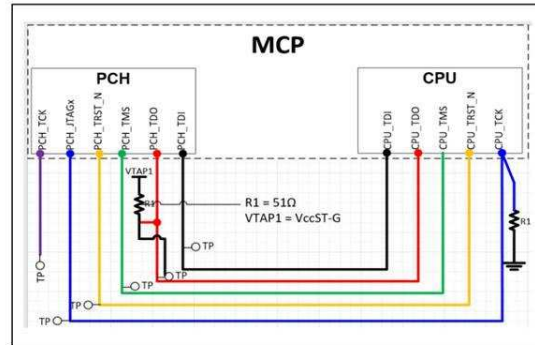 MCP
PCH
CPU
PCH_TCK
PCH_JTAGx
PCH_TRST_N
PCH_TMS
PCH_TDO
PCH_TDI
CPU_TDI
CPU_TDO
CPU_TMS
CPU_TRST_N
CPU_TCK
VTAP1
R1
R1 = 51Ω
VTAP1 = VccST-G
R1
TP
TP
TP
TP
TP
TP